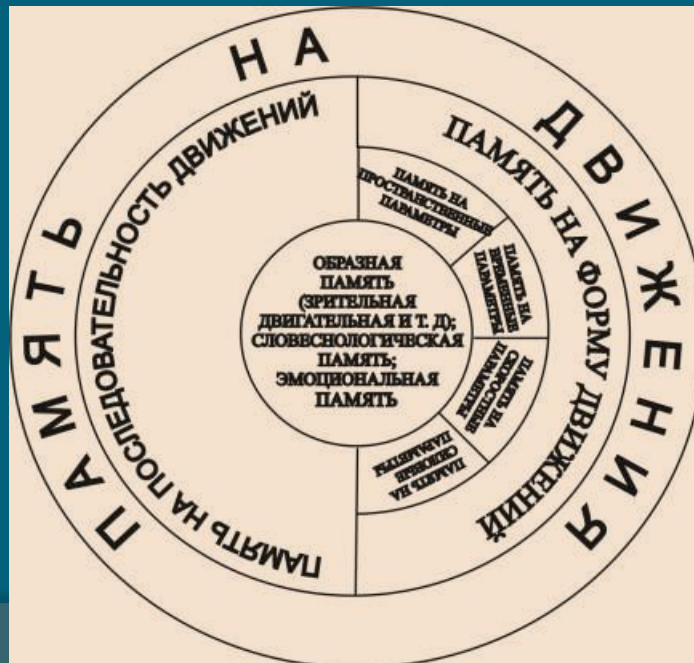 ПАМЯТЬ НА ДВИЖЕНИЯ
ПАМЯТЬ НА ПОСЛЕДОВАТЕЛЬНОСТЬ ДВИЖЕНИЙ
ПАМЯТЬ НА ФОРМУ ДВИЖЕНИЙ
ПАМЯТЬ НА
ПРОСТРАНСТВЕННЫЕ
ПАРАМЕТРЫ
ПАМЯТЬ НА
ВРЕМЕННЫЕ
ПАРАМЕТРЫ
ПАМЯТЬ НА
СКОРОСТНЫЕ
ПАРАМЕТРЫ
ПАМЯТЬ НА
СИЛОВЫЕ
ПАРАМЕТРЫ
ОБРАЗНАЯ
ПАМЯТЬ
(ЗРИТЕЛЬНАЯ
ДВИГАТЕЛЬНАЯ И Т. Д);
СЛОВЕСНОЛОГИЧЕСКАЯ
ПАМЯТЬ;
ЭМОЦИОНАЛЬНАЯ
ПАМЯТЬ